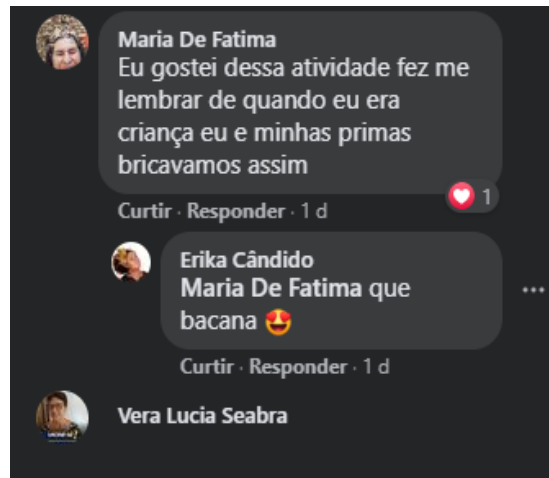 Maria De Fatima
Eu gostei dessa atividade fez me
lembrar de quando eu era
criança eu e minhas primas
bricavamos assim
1
Curtir · Responder · 1 d
Erika Cândido
Maria De Fatima que
bacana
Curtir · Responder · 1 d
Vera Lucia Seabra